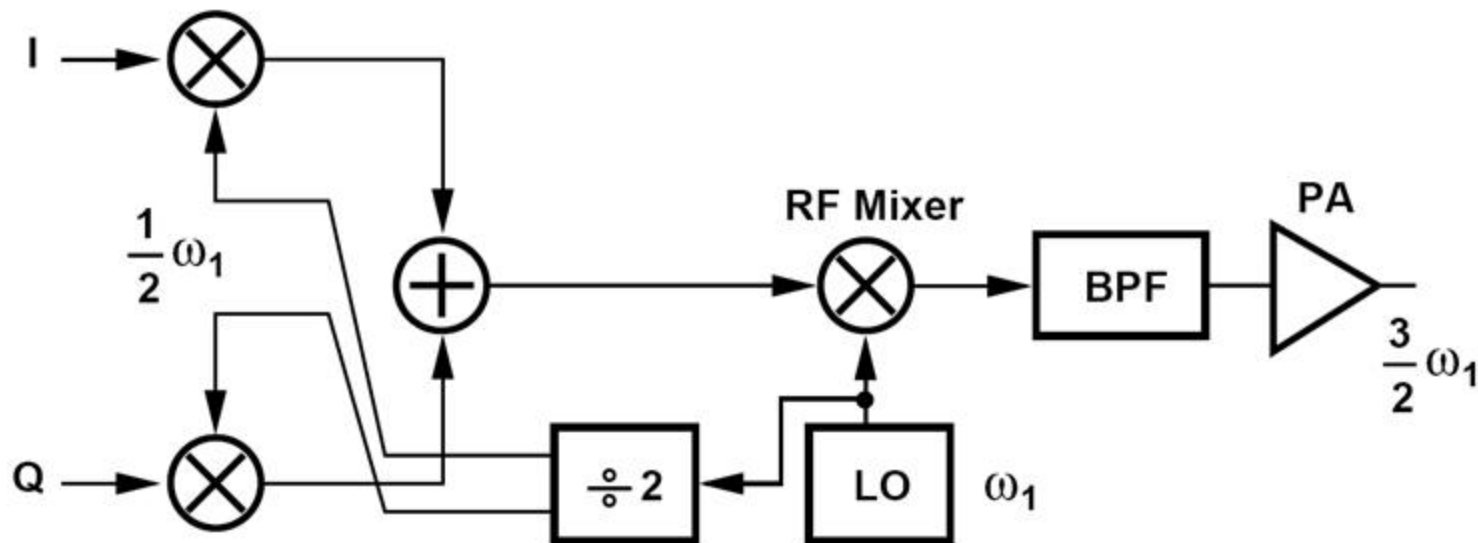 I
RF Mixer
PA
1/2 ω₁
BPF
3/2 ω₁
Q
÷2
LO
ω₁